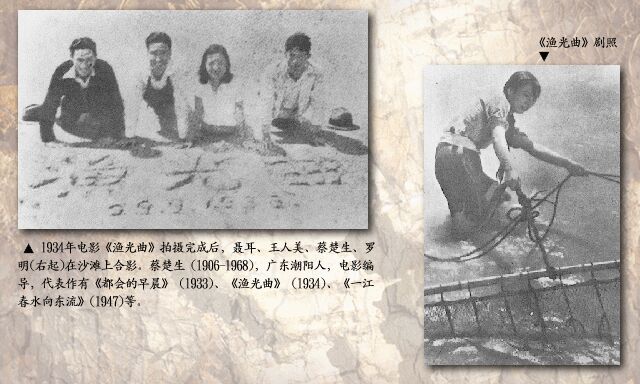 《渔光曲》剧照
▼
▲ 1934年电影《渔光曲》拍摄完成后，聂耳、王人美、蔡楚生、罗
明(右起)在沙滩上合影。蔡楚生 (1906-1968)，广东潮阳人，电影编
导，代表作有《都会的早晨》 (1933)、《渔光曲》 (1934)、《一江
春水向东流》(1947)等。